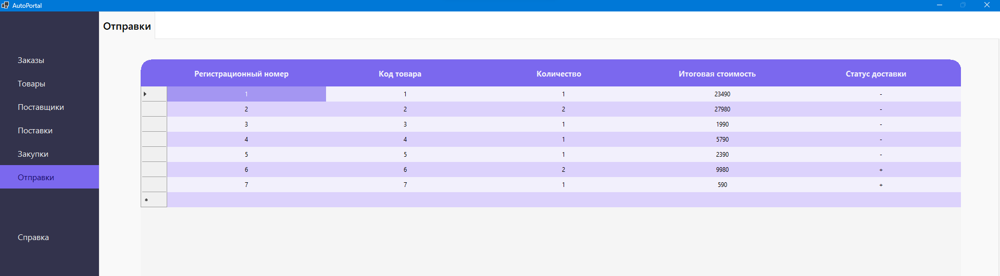 AutoPortal
Отправки
Заказы
Товары
Поставщики
Поставки
Закупки
Отправки
Справка
Регистрационный номер Код товара Количество Итоговая стоимость Статус доставки
1 1 1 23490 -
2 2 2 27980 -
3 3 1 1990 -
4 4 1 5790 -
5 5 1 2390 -
6 6 2 9980 +
7 7 1 590 +